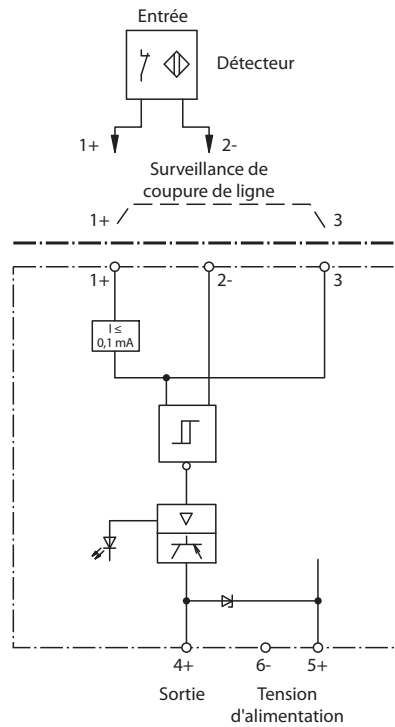 Entrée
Détecteur
1+ 2-
Surveillance de
coupure de ligne
1+ 3
1+ 2- 3
I ≤
0,1 mA
4+ 6- 5+
Sortie Tension
d'alimentation